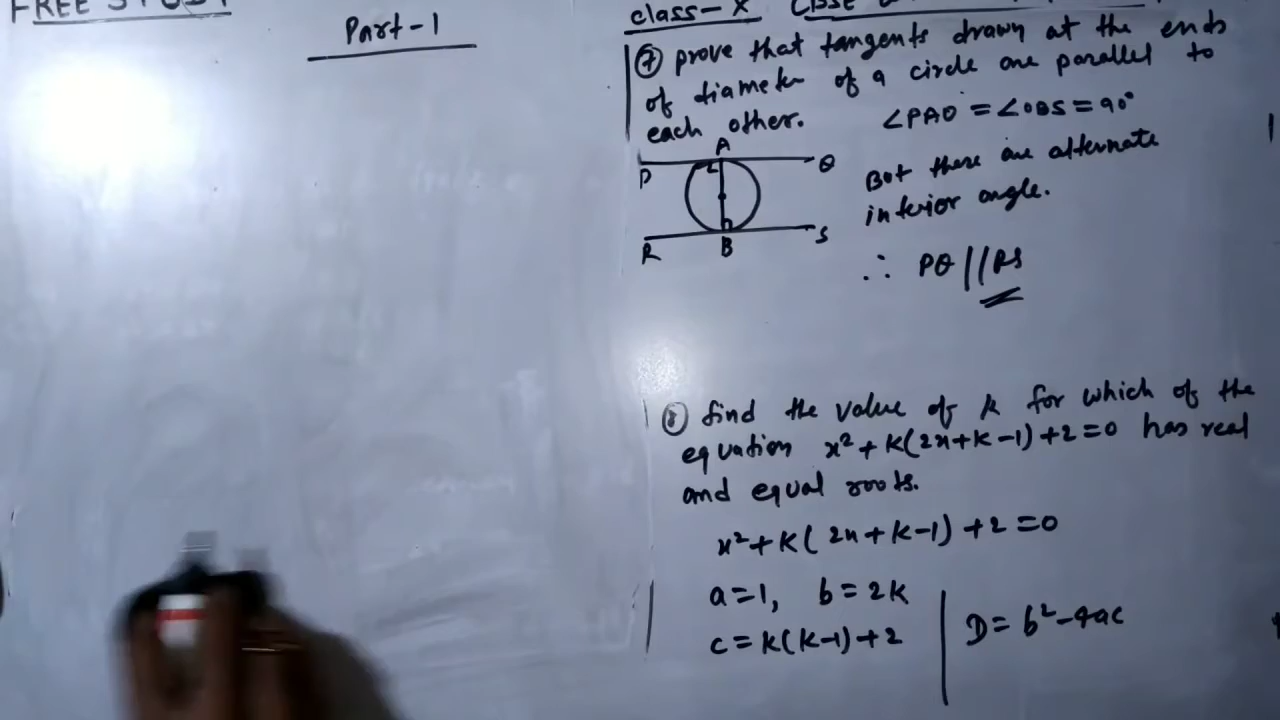 FREE STUDY
Part-1
class-X CBSE
⑦ prove that tangents drawn at the ends
of diameter of a circle are parallel to
each other.
∠PAO = ∠OBS = 90°
But these are alternate
interior angle.
∴ PQ || RS
A
P
Q
R
B
S
⑧ find the value of k for which of the
equation x²+k(2x+k-1)+2=0 has real
and equal roots.
x²+k(2x+k-1)+2=0
a=1, b=2k
c=k(k-1)+2
D=b²-4ac